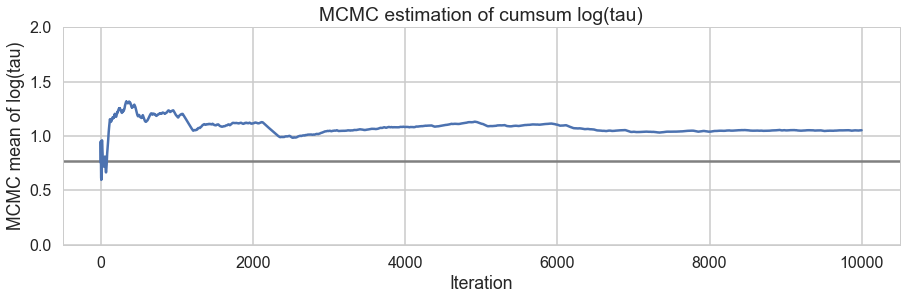 MCMC estimation of cumsum log(tau)
MCMC mean of log(tau)
2.0
1.5
1.0
0.5
0.0
0 2000 4000 6000 8000 10000
Iteration